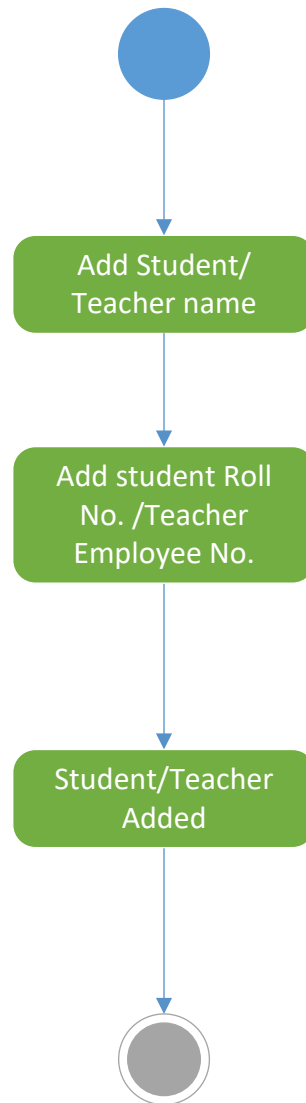 Add Student/
Teacher name
Add student Roll
No. /Teacher
Employee No.
Student/Teacher
Added